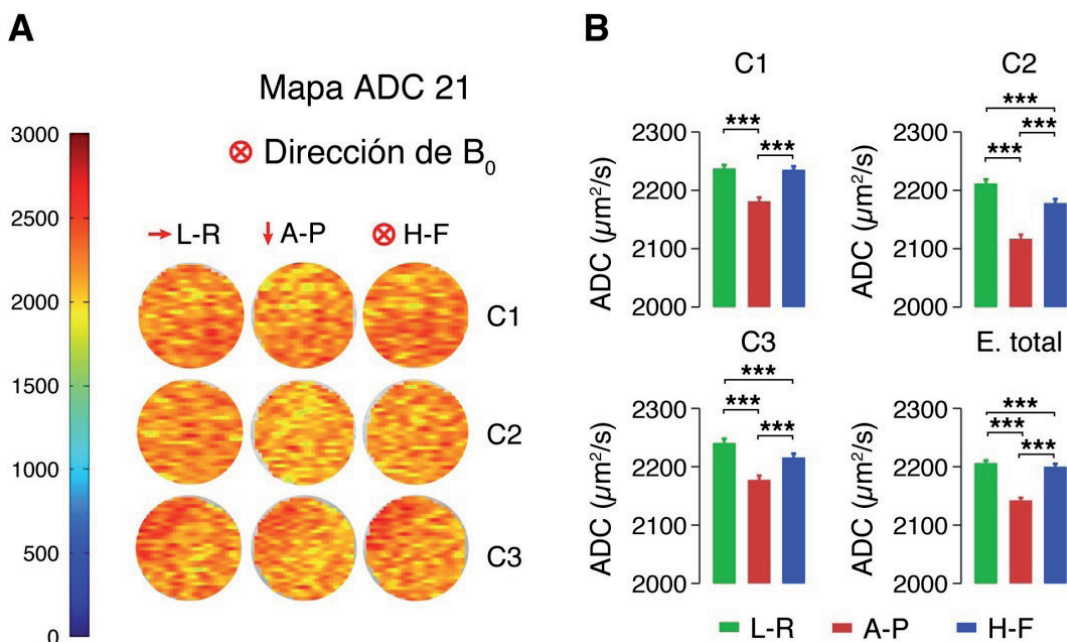 A
Mapa ADC 21
⊗ Dirección de B0
3000
2500
2000
1500
1000
500
0
→ L-R ↓ A-P ⊗ H-F
C1
C2
C3
B
C1
***
*** ***
ADC (µm²/s)
2300
2200
2100
2000
C2
***
***
***
ADC (µm²/s)
2300
2200
2100
2000
C3
***
***
***
ADC (µm²/s)
2300
2200
2100
2000
E. total
***
***
***
ADC (µm²/s)
2300
2200
2100
2000
L-R A-P H-F